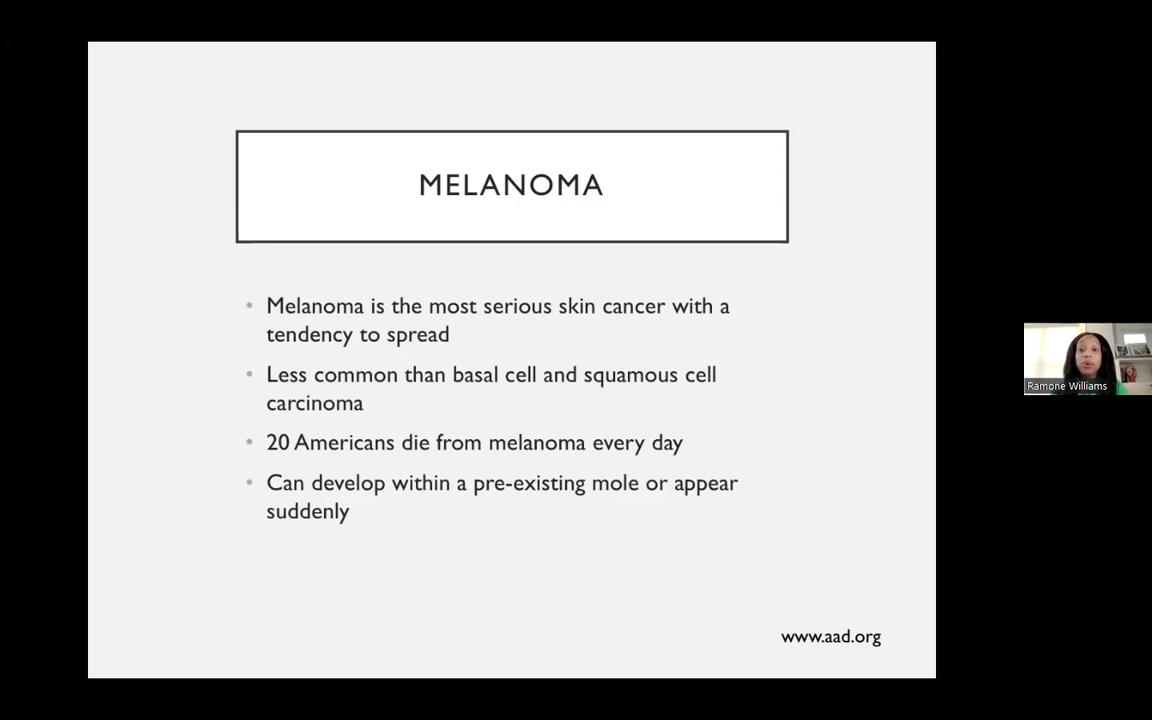 MELANOMA
• Melanoma is the most serious skin cancer with a
tendency to spread
• Less common than basal cell and squamous cell
carcinoma
• 20 Americans die from melanoma every day
• Can develop within a pre-existing mole or appear
suddenly
www.aad.org
Ramone Williams